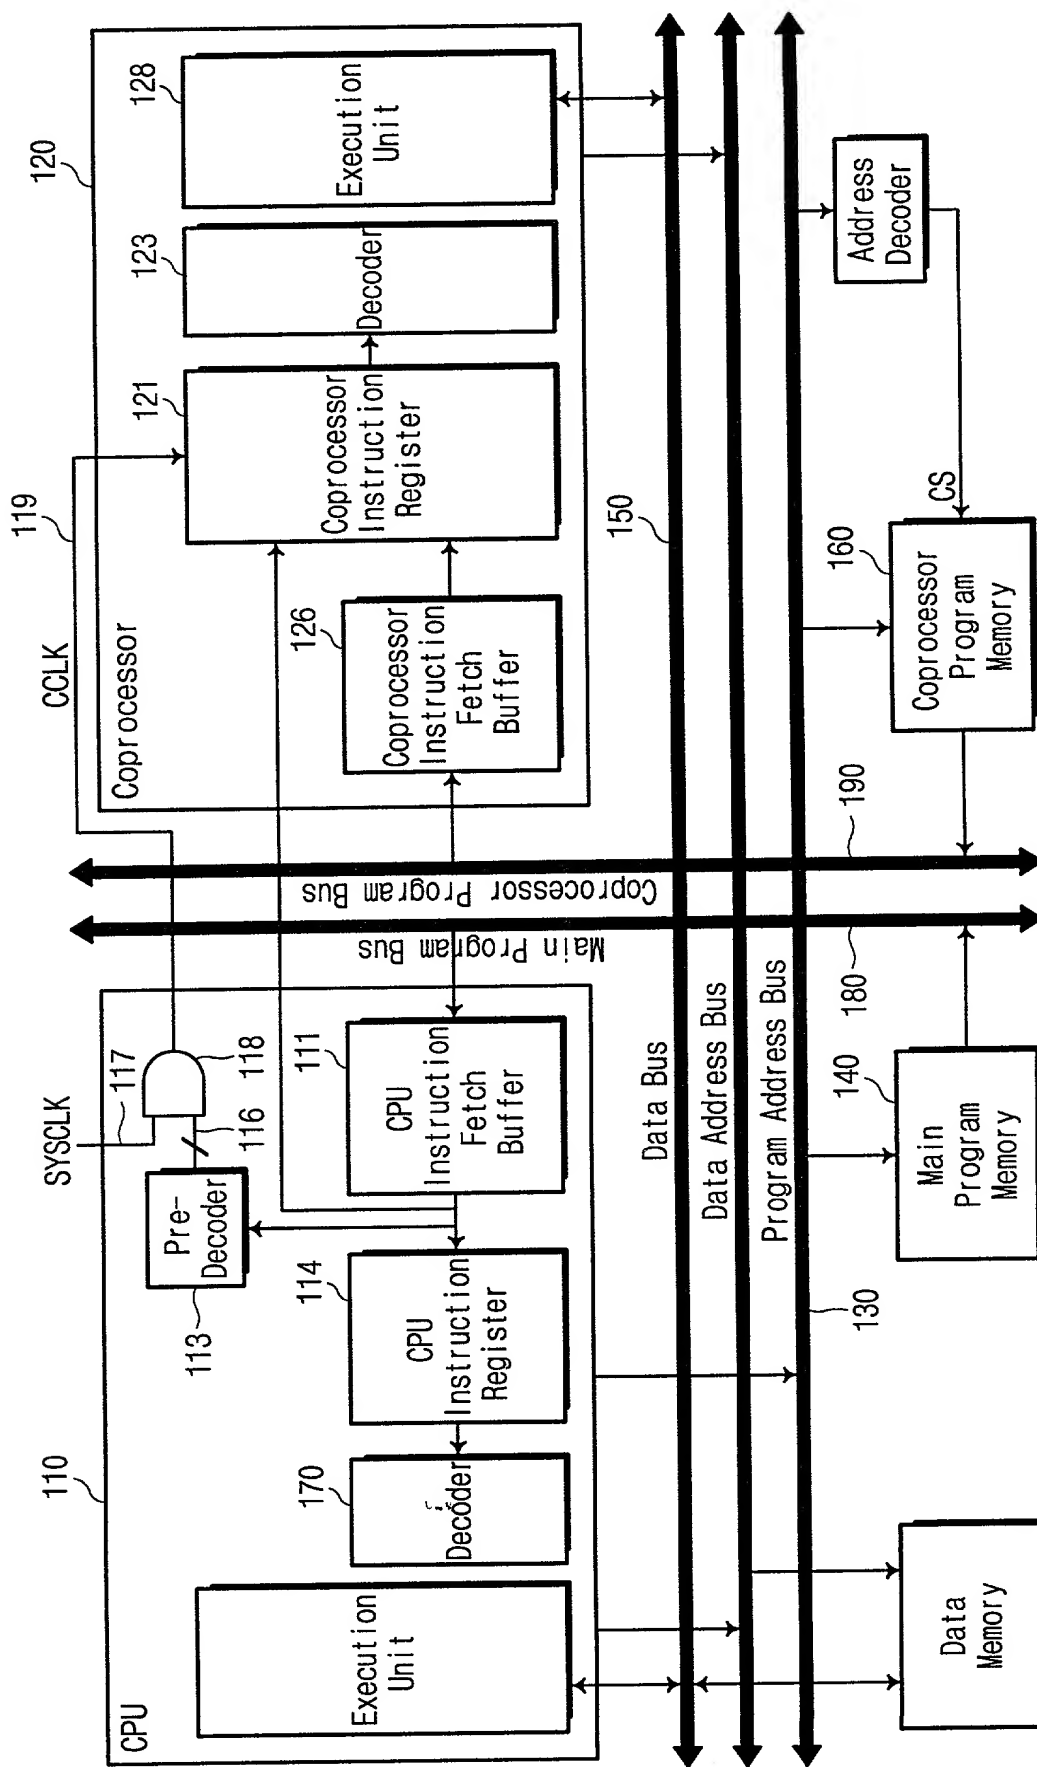 CPU
110
Execution
Unit
170
Decoder
114
CPU
Instruction
Register
113
Pre-
Decoder
SYSCLK
117
116
118
111
CPU
Instruction
Fetch
Buffer
Main Program Bus
Coprocessor Program Bus
CCLK
119
Coprocessor
120
126
Coprocessor
Instruction
Fetch
Buffer
121
Coprocessor
Instruction
Register
123
Decoder
128
Execution
Unit
Data Bus
150
Data Address Bus
Program Address Bus
130
Data
Memory
140
Main
Program
Memory
180
190
160
Coprocessor
Program
Memory
CS
Address
Decoder